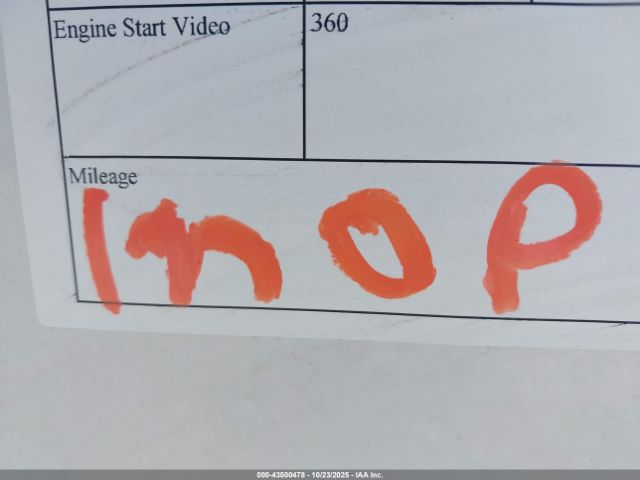 Engine Start Video 360
Mileage
InOP
000-43500478 - 10/23/2025 - IAA Inc.